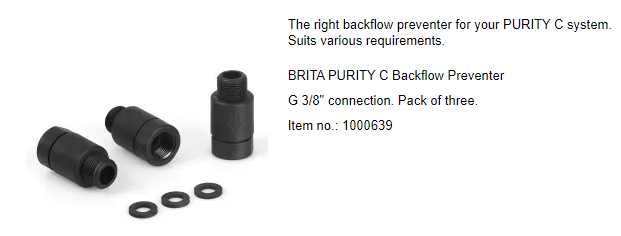 The right backflow preventer for your PURITY C system.
Suits various requirements.
BRITA PURITY C Backflow Preventer
G 3/8" connection. Pack of three.
Item no.: 1000639